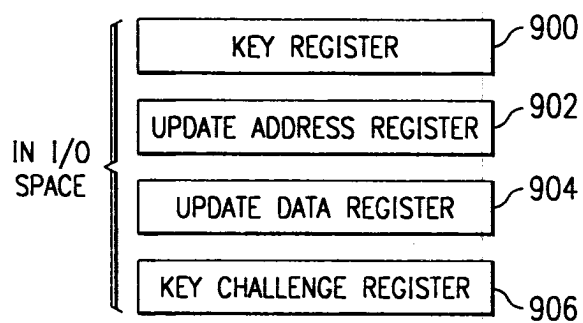 KEY REGISTER
900
UPDATE ADDRESS REGISTER
902
IN I/O
SPACE
UPDATE DATA REGISTER
904
KEY CHALLENGE REGISTER
906